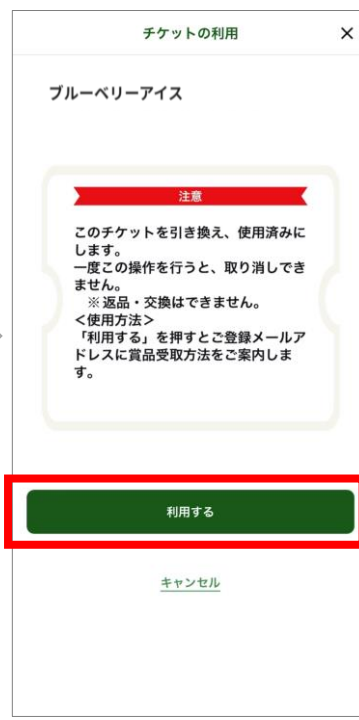 チケットの利用 ×
ブルーベリーアイス
注意
このチケットを引き換え、使用済みに
します。
一度この操作を行うと、取り消しでき
ません。
※返品・交換はできません。
＜使用方法＞
「利用する」を押すとご登録メールア
ドレスに賞品受取方法をご案内しま
す。
利用する
キャンセル